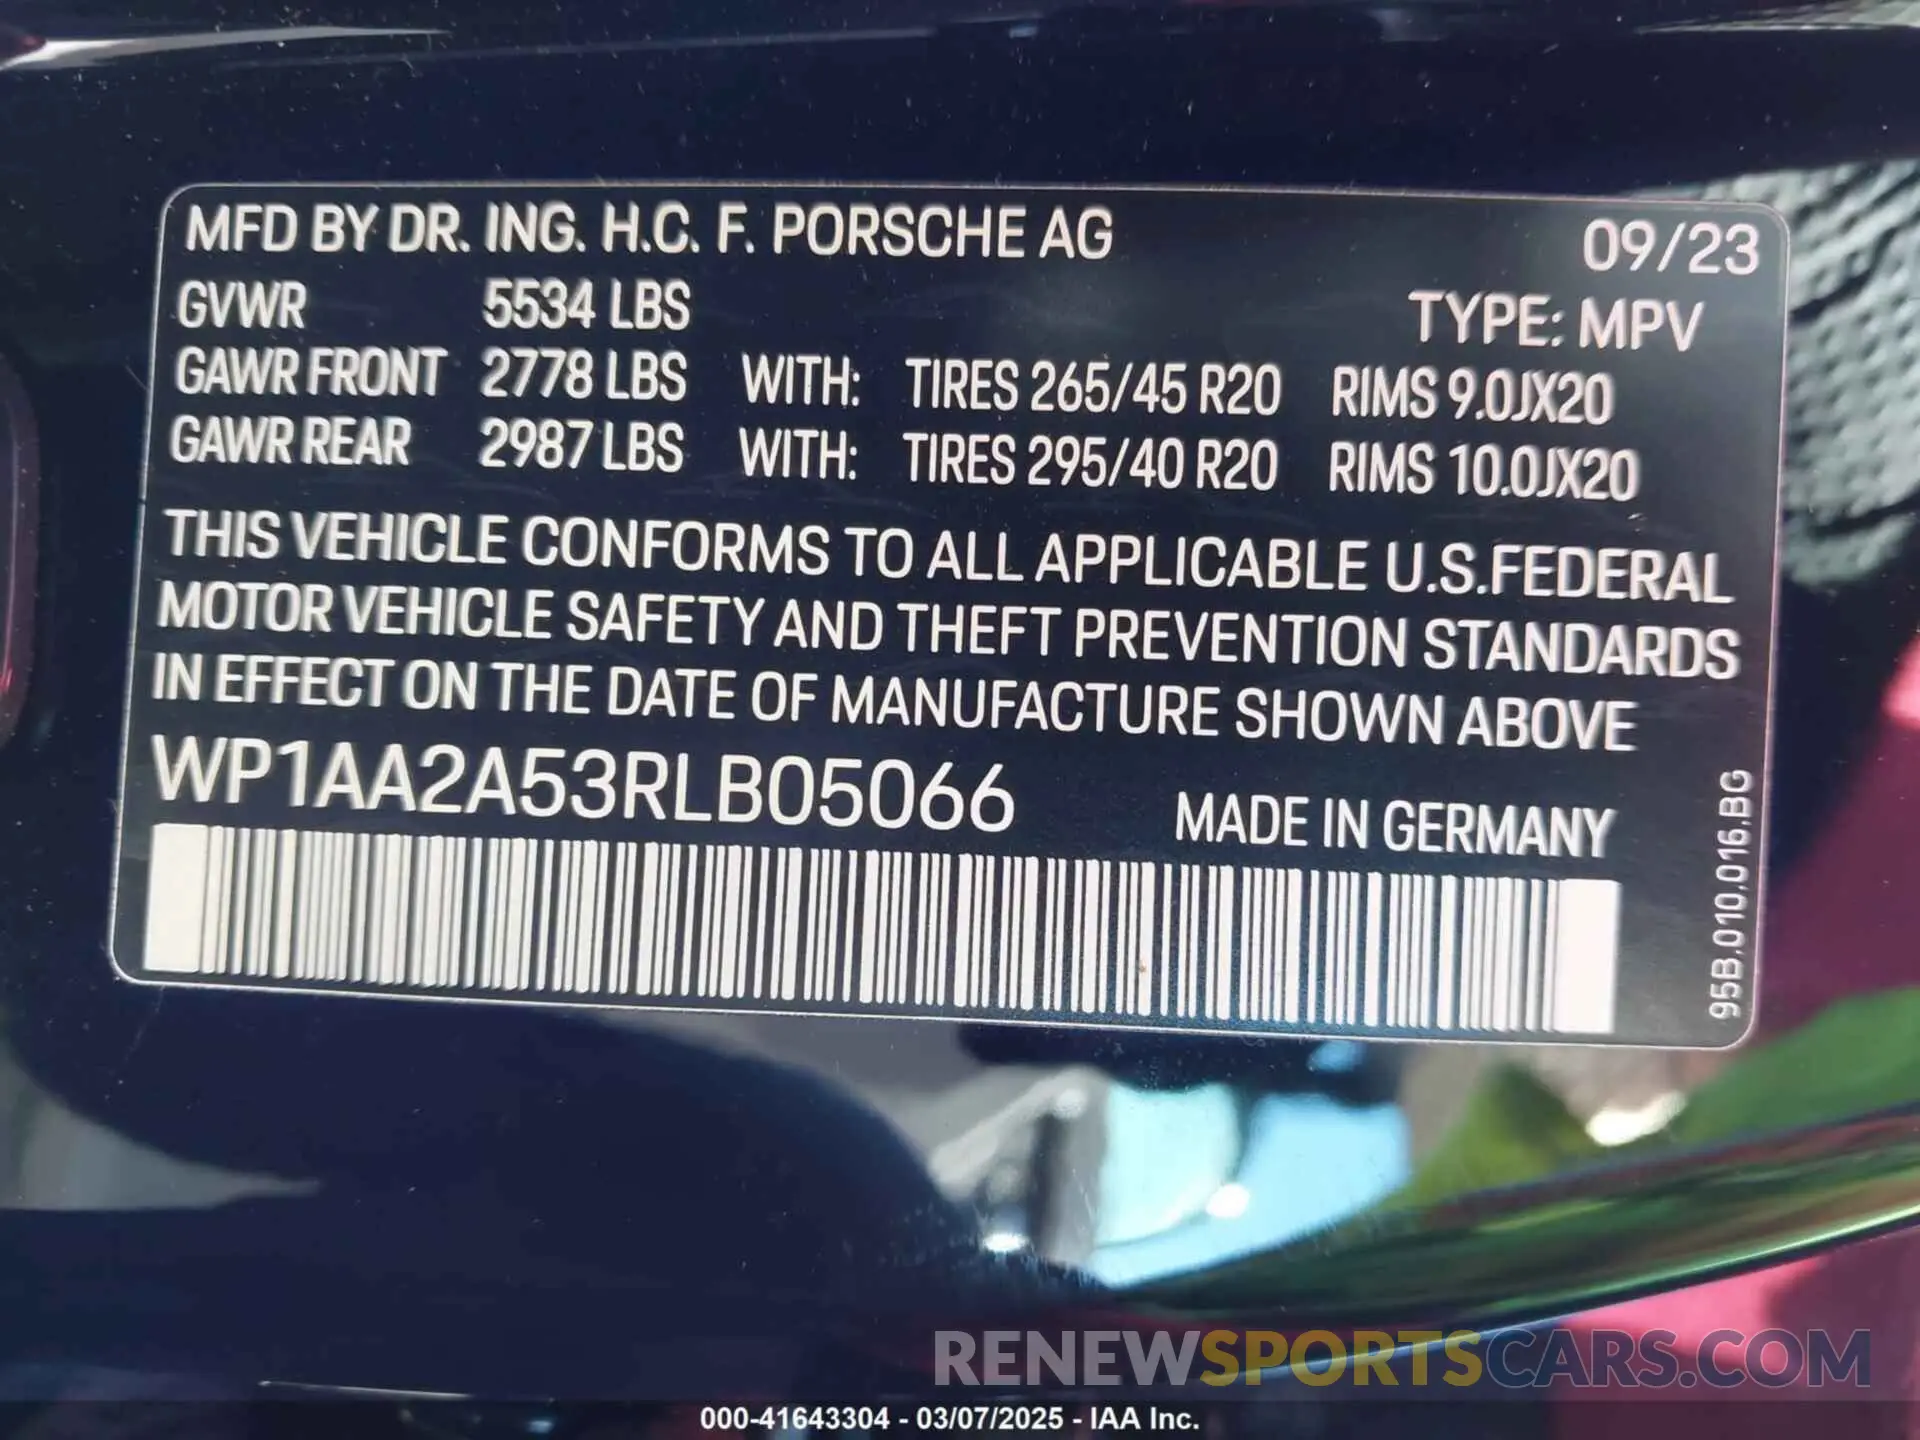 MFD BY DR. ING. H.C. F. PORSCHE AG 09/23
GVWR 5534 LBS TYPE: MPV
GAWR FRONT 2778 LBS WITH: TIRES 265/45 R20 RIMS 9.0JX20
GAWR REAR 2987 LBS WITH: TIRES 295/40 R20 RIMS 10.0JX20
THIS VEHICLE CONFORMS TO ALL APPLICABLE U.S.FEDERAL
MOTOR VEHICLE SAFETY AND THEFT PREVENTION STANDARDS
IN EFFECT ON THE DATE OF MANUFACTURE SHOWN ABOVE
WP1AA2A53RLB05066
MADE IN GERMANY
95B.010.016.BG
RENEWSPORTSCARS.COM
000-41643304 - 03/07/2025 - IAA Inc.